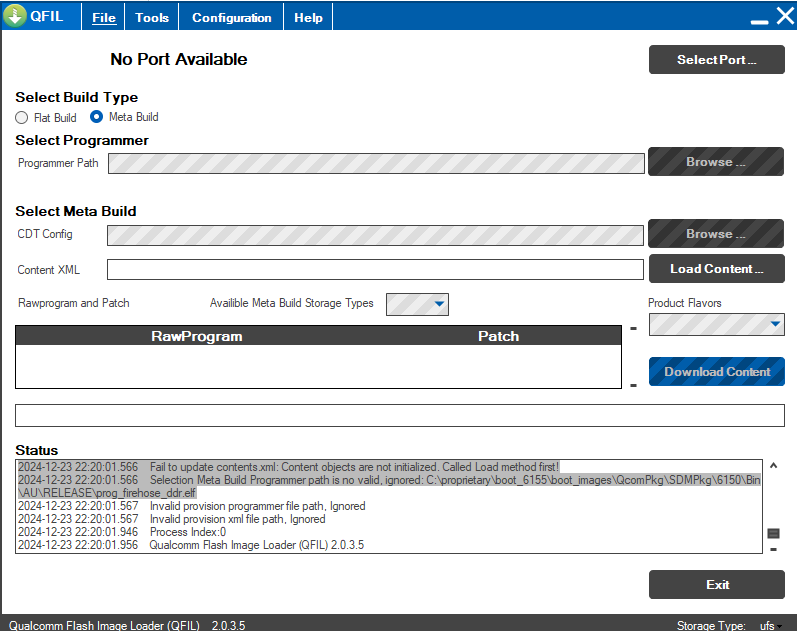 QFIL File Tools Configuration Help
No Port Available
Select Port ...
Select Build Type
Flat Build Meta Build
Select Programmer
Programmer Path Browse ...
Select Meta Build
CDT Config Browse ...
Content XML Load Content ...
Rawprogram and Patch Availible Meta Build Storage Types Product Flavors
RawProgram Patch
Download Content
Status
2024-12-23 22:20:01.566 Fail to update contents.xml: Content objects are not initialized. Called Load method first!
2024-12-23 22:20:01.566 Selection Meta Build Programmer path is no valid, ignored: C:\proprietary\boot_6155\boot_images\QcomPkg\SDMPkg\6150\Bin
\AU\RELEASE\prog_firehose_ddr.elf
2024-12-23 22:20:01.567 Invalid provision programmer file path, Ignored
2024-12-23 22:20:01.567 Invalid provision xml file path, Ignored
2024-12-23 22:20:01.946 Process Index:0
2024-12-23 22:20:01.956 Qualcomm Flash Image Loader (QFIL) 2.0.3.5
Exit
Qualcomm Flash Image Loader (QFIL) 2.0.3.5 Storage Type: ufs